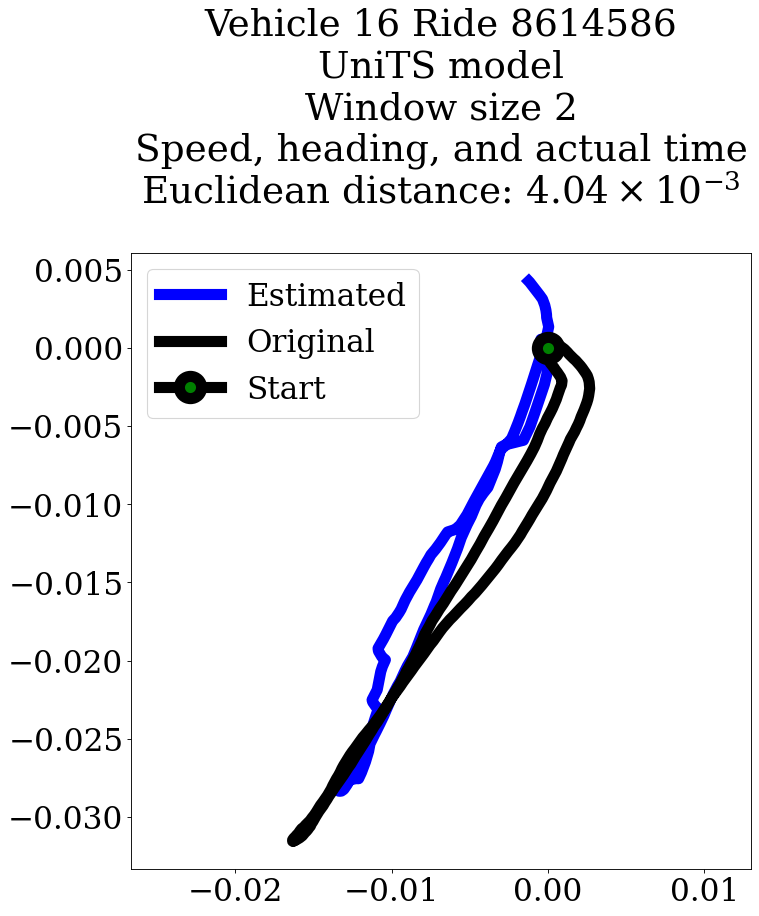 Vehicle 16 Ride 8614586
UniTS model
Window size 2
Speed, heading, and actual time
Euclidean distance: 4.04 × 10⁻³
Estimated
Original
Start
0.005
0.000
−0.005
−0.010
−0.015
−0.020
−0.025
−0.030
−0.02
−0.01
0.00
0.01